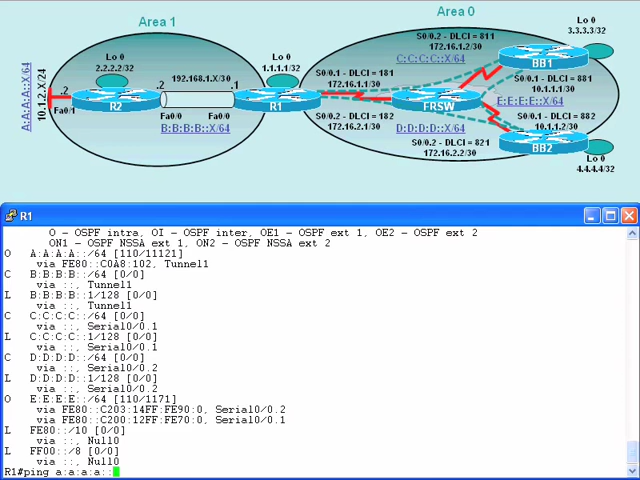 Area 1
Area 0
S0/0.2 - DLCI = 811
172.16.1.2/30
3.3.3.3/32
Lo 0
C:C:C:C::X/64
BB1
Lo 0
2.2.2.2/32
192.168.1.X/30
Lo 0
1.1.1.1/32
S0/0.1 - DLCI = 181
172.16.1.1/30
S0/0.1 - DLCI = 881
10.1.1.1/30
A:A:A:A::X/64
10.1.2.X/24
.2
R2
.2
.1
R1
FRSW
E:E:E:E::X/64
Fa0/1
Fa0/0
Fa0/0
B:B:B:B::X/64
S0/0.2 - DLCI = 182
172.16.2.1/30
D:D:D:D::X/64
S0/0.2 - DLCI = 821
172.16.2.2/30
S0/0.1 - DLCI = 882
10.1.1.2/30
BB2
Lo 0
4.4.4.4/32
R1
O - OSPF intra, OI - OSPF inter, OE1 - OSPF ext 1, OE2 - OSPF ext 2
ON1 - OSPF NSSA ext 1, ON2 - OSPF NSSA ext 2
O A:A:A:A::/64 [110/11121]
via FE80::C0A8:102, Tunnel1
C B:B:B:B::/64 [0/0]
via ::, Tunnel1
L B:B:B:B::1/128 [0/0]
via ::, Tunnel1
C C:C:C:C::/64 [0/0]
via ::, Serial0/0.1
L C:C:C:C::1/128 [0/0]
via ::, Serial0/0.1
C D:D:D:D::/64 [0/0]
via ::, Serial0/0.2
L D:D:D:D::1/128 [0/0]
via ::, Serial0/0.2
O E:E:E:E::/64 [110/1171]
via FE80::C203:14FF:FE90:0, Serial0/0.2
via FE80::C200:12FF:FE70:0, Serial0/0.1
L FE80::/10 [0/0]
via ::, Null0
L FF00::/8 [0/0]
via ::, Null0
R1#ping a:a:a:a::